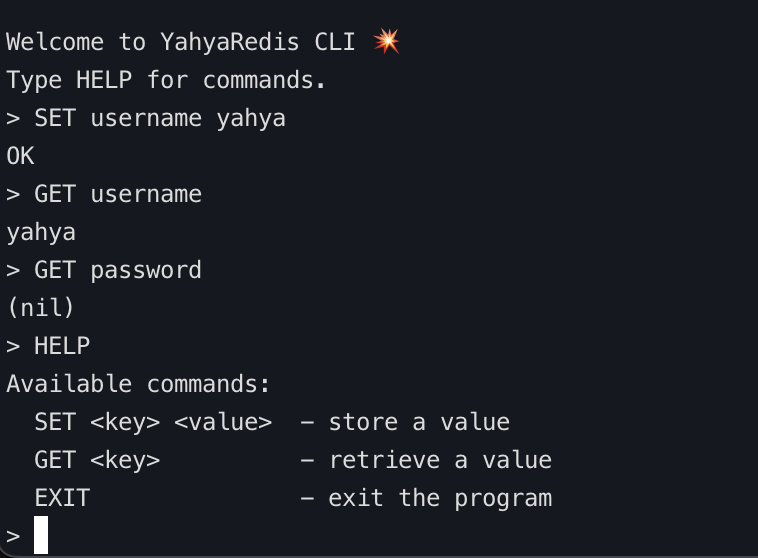 Welcome to YahyaRedis CLI 💥
Type HELP for commands.
> SET username yahya
OK
> GET username
yahya
> GET password
(nil)
> HELP
Available commands:
  SET <key> <value>  - store a value
  GET <key>          - retrieve a value
  EXIT               - exit the program
>